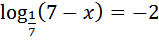 log_{1/7}(7 − x) = −2